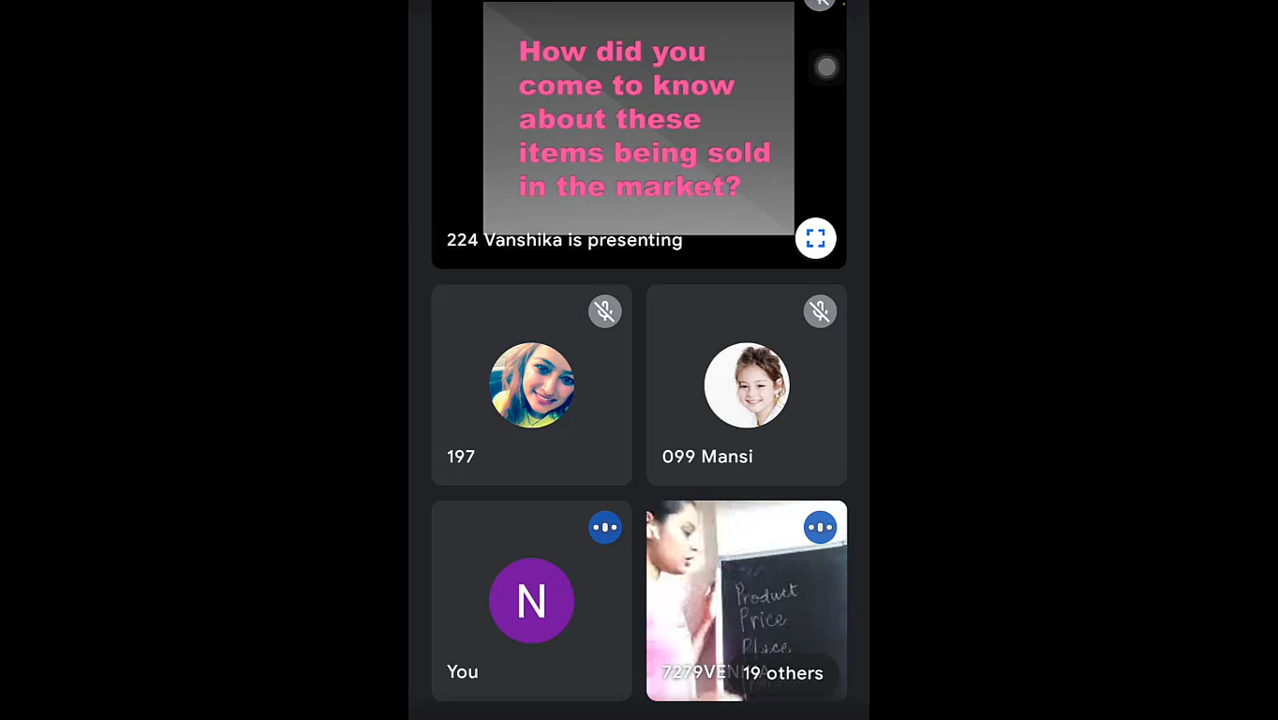 How did you
come to know
about these
items being sold
in the market?
224 Vanshika is presenting
197
099 Mansi
N
You
Product
Price
Place
19 others